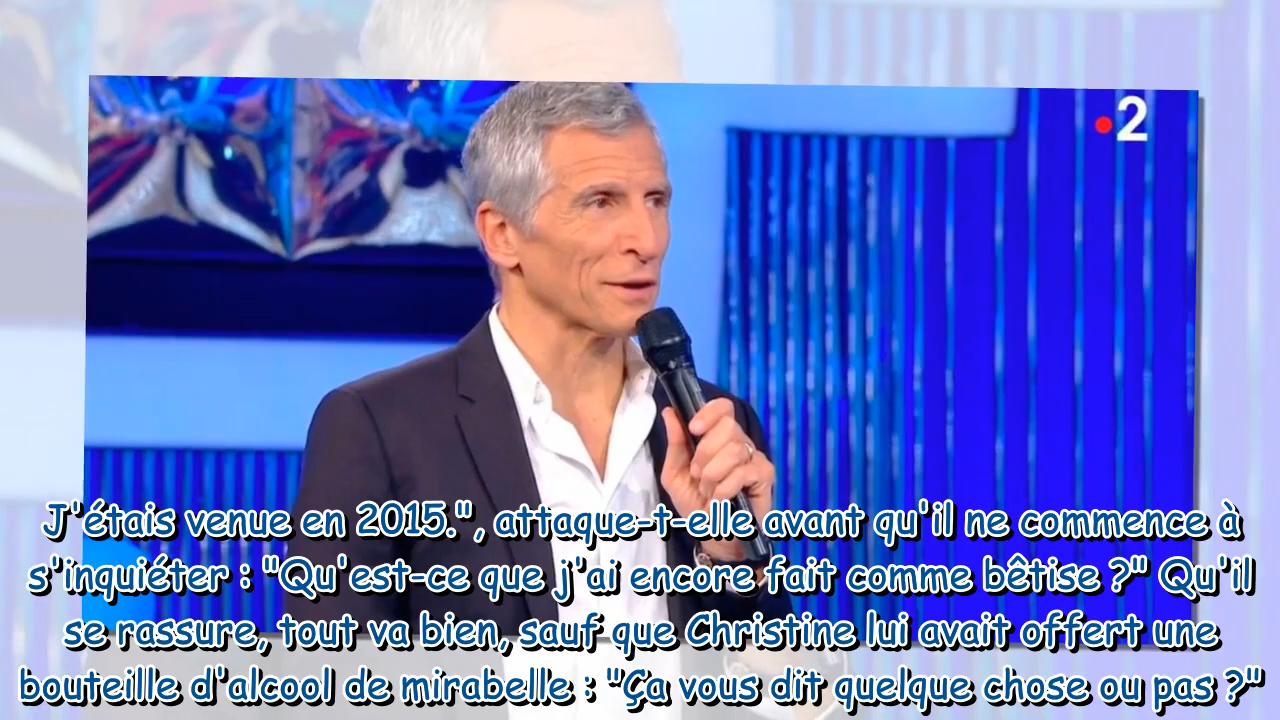 2
J'étais venue en 2015.", attaque-t-elle avant qu'il ne commence à
s'inquiéter : "Qu'est-ce que j'ai encore fait comme bêtise ?" Qu'il
se rassure, tout va bien, sauf que Christine lui avait offert une
bouteille d'alcool de mirabelle : "Ça vous dit quelque chose ou pas ?"